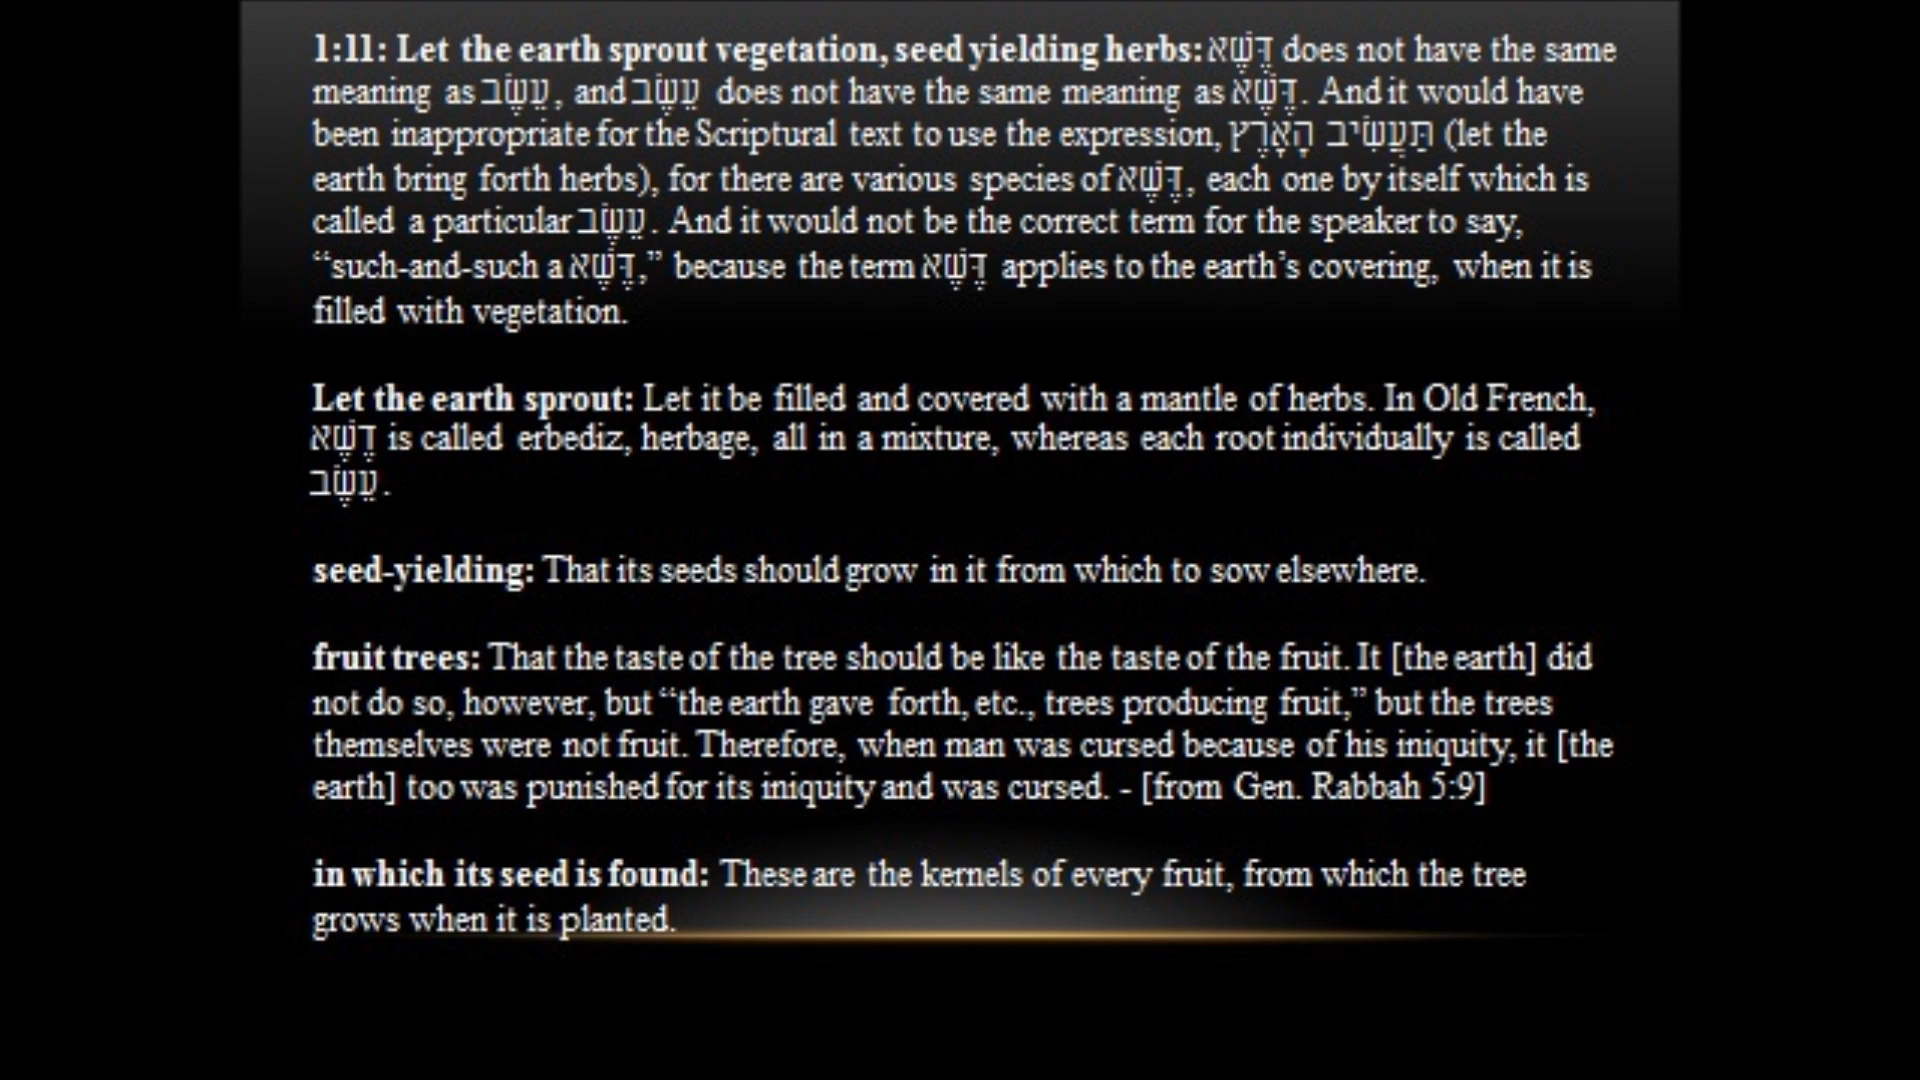 1:11: Let the earth sprout vegetation, seed yielding herbs: דֶּשֶׁא does not have the same
meaning as עֵשֶׂב, and עֵשֶׂב does not have the same meaning as דֶּשֶׁא. And it would have
been inappropriate for the Scriptural text to use the expression, תַּעֲשִׂיב הָאָרֶץ (let the
earth bring forth herbs), for there are various species of דֶּשֶׁא, each one by itself which is
called a particular עֵשֶׂב. And it would not be the correct term for the speaker to say,
“such-and-such a דֶּשֶׁא,” because the term דֶּשֶׁא applies to the earth’s covering, when it is
filled with vegetation.
Let the earth sprout: Let it be filled and covered with a mantle of herbs. In Old French,
דֶּשֶׁא is called erbediz, herbage, all in a mixture, whereas each root individually is called
עֵשֶׂב.
seed-yielding: That its seeds should grow in it from which to sow elsewhere.
fruit trees: That the taste of the tree should be like the taste of the fruit. It [the earth] did
not do so, however, but “the earth gave forth, etc., trees producing fruit,” but the trees
themselves were not fruit. Therefore, when man was cursed because of his iniquity, it [the
earth] too was punished for its iniquity and was cursed. - [from Gen. Rabbah 5:9]
in which its seed is found: These are the kernels of every fruit, from which the tree
grows when it is planted.